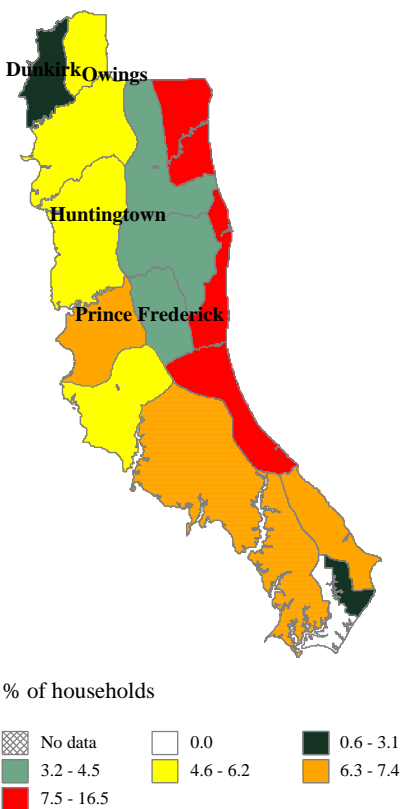 Dunkirk Owings
Huntingtown
Prince Frederick
% of households
No data 0.0 0.6 - 3.1
3.2 - 4.5 4.6 - 6.2 6.3 - 7.4
7.5 - 16.5